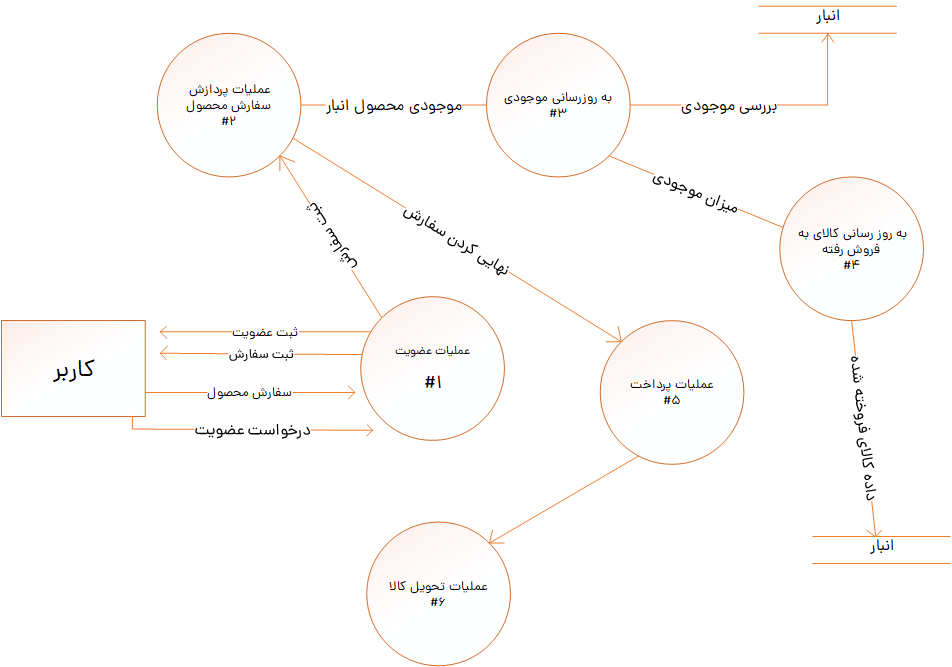 انبار
عملیات پردازش
سفارش محصول
#۲
موجودی محصول انبار
به روزرسانی موجودی
#۳
بررسی موجودی
میزان موجودی
به روز رسانی کالای به
فروش رفته
#۴
ثبت سفارش
نهایی کردن سفارش
کاربر
ثبت عضویت
ثبت سفارش
سفارش محصول
درخواست عضویت
عملیات عضویت
#۱
عملیات پرداخت
#۵
داده کالای فروخته شده
انبار
عملیات تحویل کالا
#۶